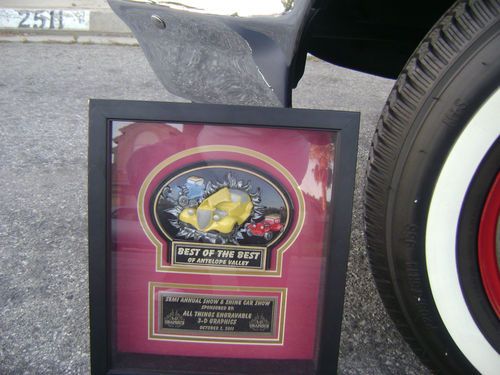 2511
BEST OF THE BEST
OF ANTELOPE VALLEY
SEMI ANNUAL SHOW & SHINE CAR SHOW
SPONSORED BY:
ALL THINGS ENGRAVABLE
3-D GRAPHICS
OCTOBER 2, 2011